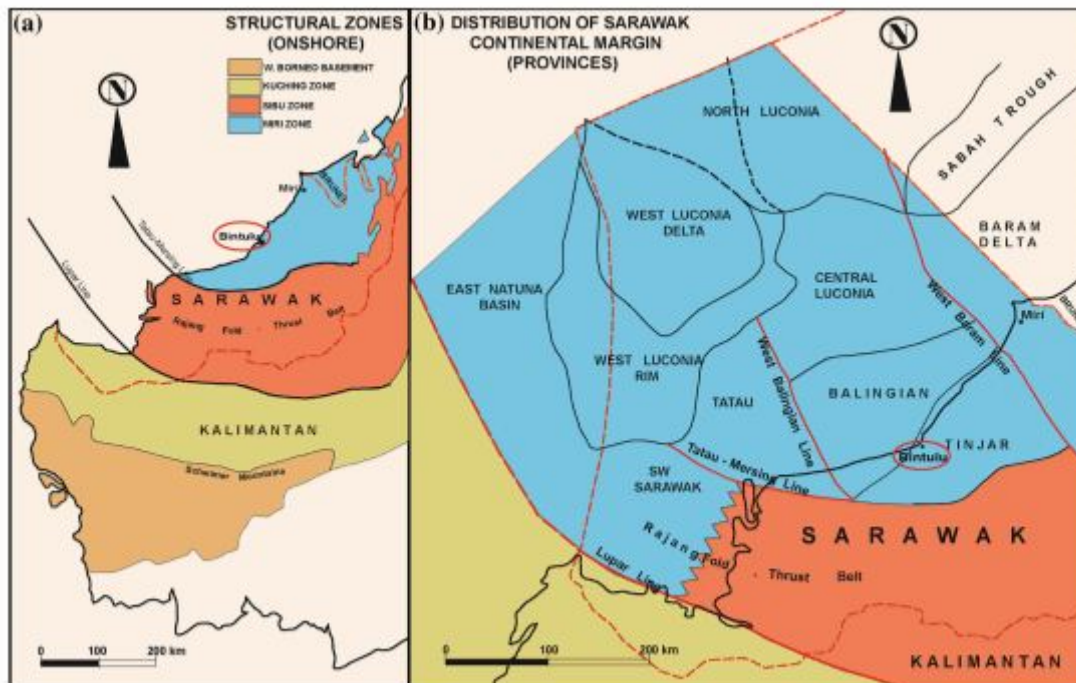 (a)
STRUCTURAL ZONES
(ONSHORE)
W. BORNEO BASEMENT
KUCHING ZONE
SIBU ZONE
MIRI ZONE
N
Miri
BRUNEI
Bintulu
Tatau-Mersing Li
Lupar Line
SARAWAK
Rajang Fold - Thrust Belt
KALIMANTAN
Schwaner Mountains
0 100 200 km
(b) DISTRIBUTION OF SARAWAK
CONTINENTAL MARGIN
(PROVINCES)
N
NORTH LUCONIA
SABAH TROUGH
WEST LUCONIA
DELTA
BARAM
DELTA
EAST NATUNA
BASIN
CENTRAL
LUCONIA
West Baram Line
Miri
WEST LUCONIA
RIM
West Balingian Line
BALINGIAN
TATAU
TINJAR
Bintulu
Tatau - Mersing Line
SW
SARAWAK
SARAWAK
Rajang Fold
- Thrust Belt
Lupar Line
KALIMANTAN
0 100 200 km